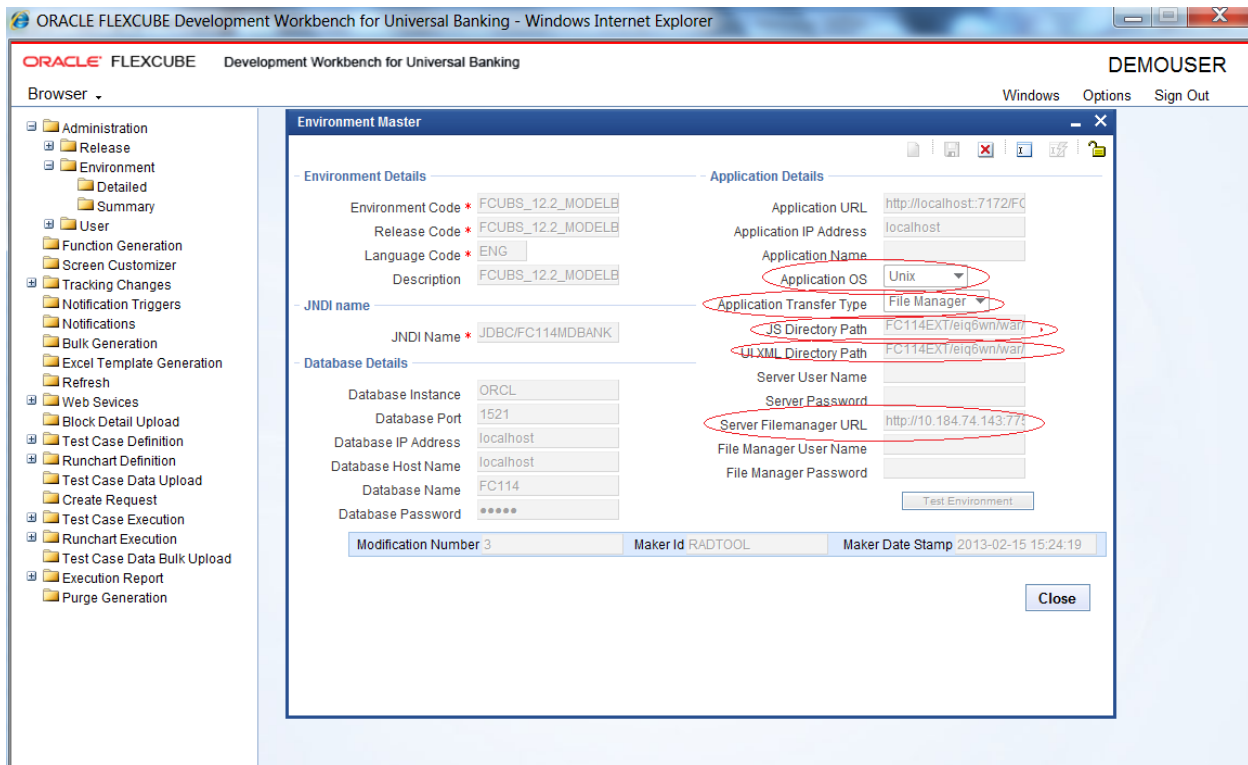 ORACLE FLEXCUBE Development Workbench for Universal Banking - Windows Internet Explorer
ORACLE FLEXCUBE Development Workbench for Universal Banking
DEMOUSER
Browser
Windows Options Sign Out
Administration
Release
Environment
Detailed
Summary
User
Function Generation
Screen Customizer
Tracking Changes
Notification Triggers
Notifications
Bulk Generation
Excel Template Generation
Refresh
Web Sevices
Block Detail Upload
Test Case Definition
Runchart Definition
Test Case Data Upload
Create Request
Test Case Execution
Runchart Execution
Test Case Data Bulk Upload
Execution Report
Purge Generation
Environment Master
Environment Details
Environment Code * FCUBS_12.2_MODELB
Release Code * FCUBS_12.2_MODELB
Language Code * ENG
Description FCUBS_12.2_MODELB
JNDI name
JNDI Name * JDBC/FC114MDBANK
Database Details
Database Instance ORCL
Database Port 1521
Database IP Address localhost
Database Host Name localhost
Database Name FC114
Database Password •••••
Application Details
Application URL http://localhost::7172/FC
Application IP Address localhost
Application Name
Application OS Unix
Application Transfer Type File Manager
JS Directory Path FC114EXT/eiq6wn/war/
UI XML Directory Path FC114EXT/eiq6wn/war/
Server User Name
Server Password
Server Filemanager URL http://10.184.74.143:775
File Manager User Name
File Manager Password
Test Environment
Modification Number 3 Maker Id RADTOOL Maker Date Stamp 2013-02-15 15:24:19
Close